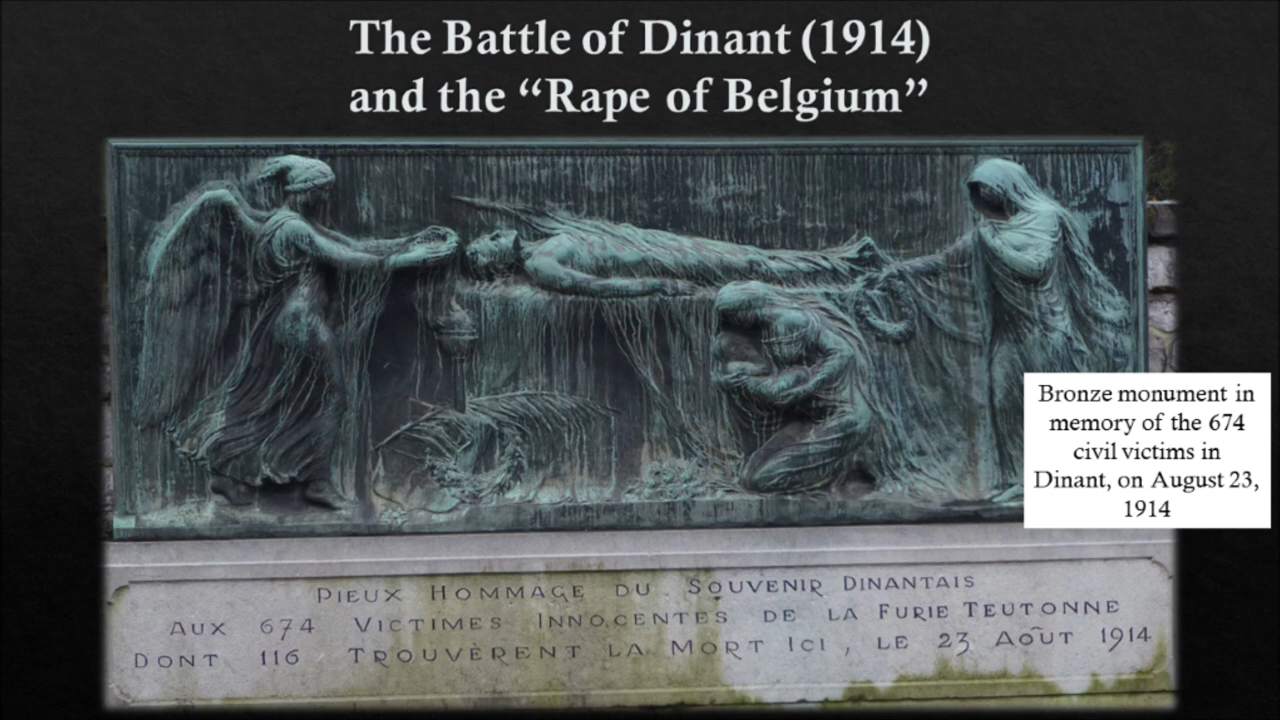 The Battle of Dinant (1914)
and the “Rape of Belgium”
Bronze monument in
memory of the 674
civil victims in
Dinant, on August 23,
1914
PIEUX HOMMAGE DU SOUVENIR DINANTAIS
AUX 674 VICTIMES INNOCENTES DE LA FURIE TEUTONNE
DONT 116 TROUVÈRENT LA MORT ICI, LE 23 AOÛT 1914